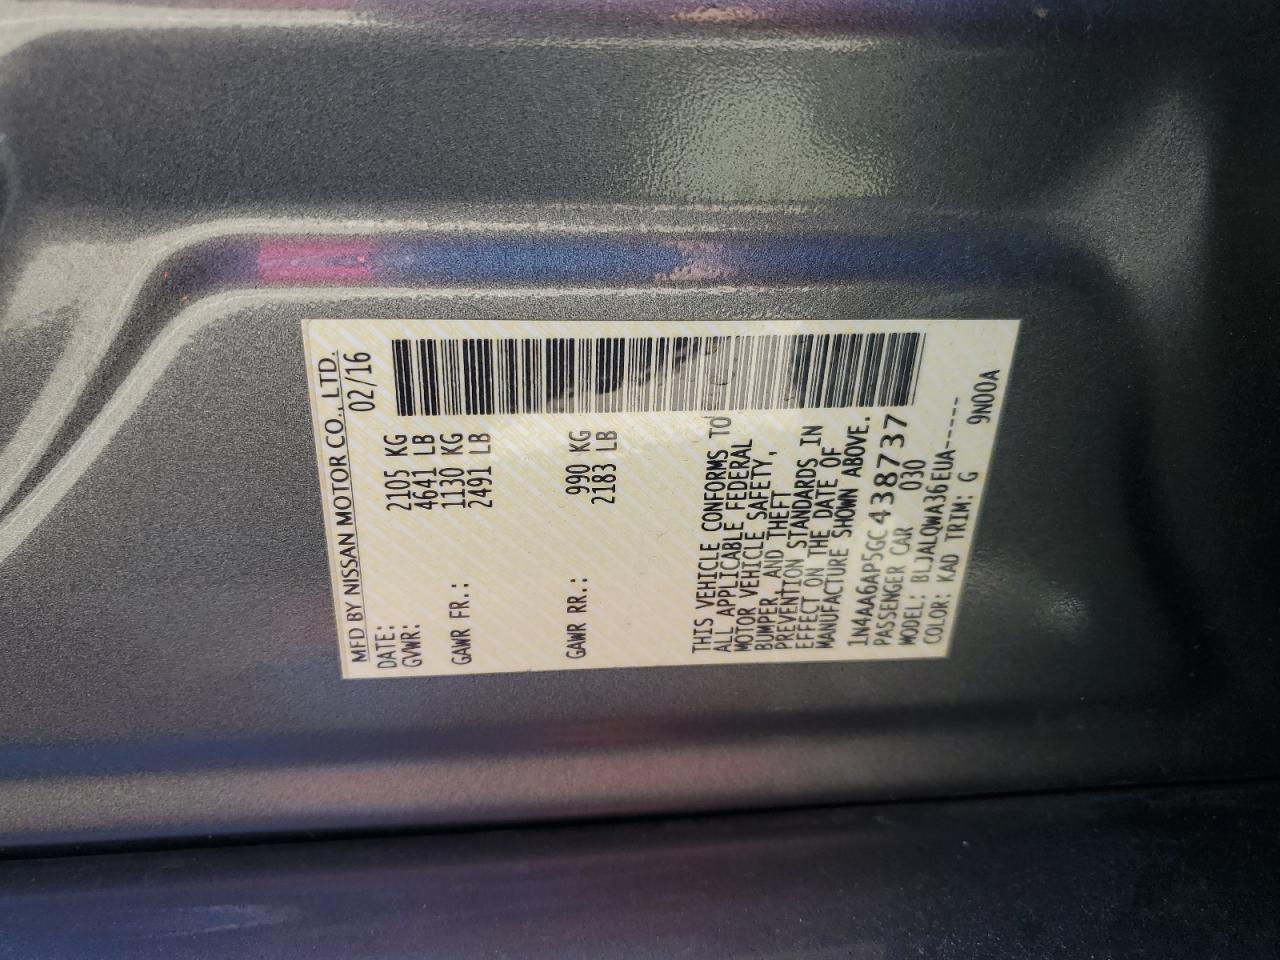 MFD BY NISSAN MOTOR CO., LTD.
DATE: 02/16
GVWR: 2105 KG
4641 LB
GAWR FR.: 1130 KG
2491 LB
GAWR RR.: 990 KG
2183 LB
THIS VEHICLE CONFORMS TO
ALL APPLICABLE FEDERAL
MOTOR VEHICLE SAFETY,
BUMPER, AND THEFT
PREVENTION STANDARDS IN
EFFECT ON THE DATE OF
MANUFACTURE SHOWN ABOVE.
1N4AA6AP5GC438737
PASSENGER CAR 030
MODEL: BLJALQWA36EUA-----
COLOR: KAD TRIM: G 9N00A